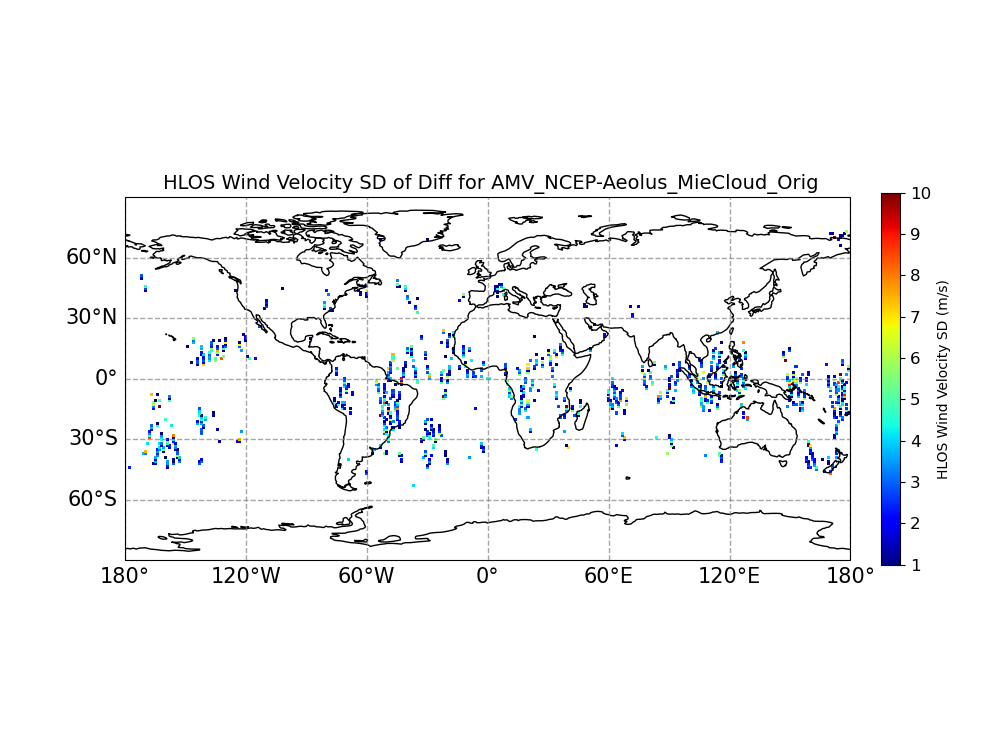 HLOS Wind Velocity SD of Diff for AMV_NCEP-Aeolus_MieCloud_Orig
60°N
30°N
0°
30°S
60°S
180°
120°W
60°W
0°
60°E
120°E
180°
10
9
8
7
6
5
4
3
2
1
HLOS Wind Velocity SD (m/s)